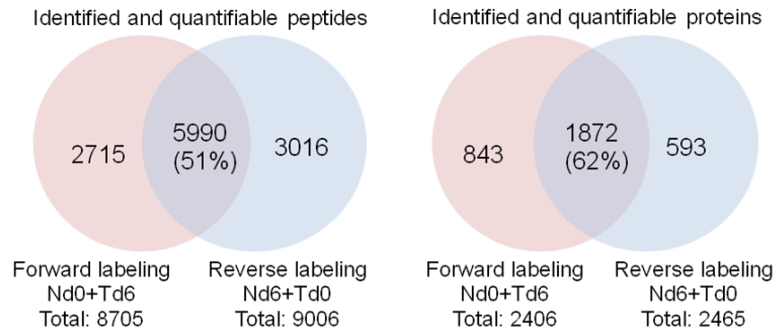 Identified and quantifiable peptides
2715
5990
(51%)
3016
Forward labeling
Nd0+Td6
Total: 8705
Reverse labeling
Nd6+Td0
Total: 9006
Identified and quantifiable proteins
843
1872
(62%)
593
Forward labeling
Nd0+Td6
Total: 2406
Reverse labeling
Nd6+Td0
Total: 2465